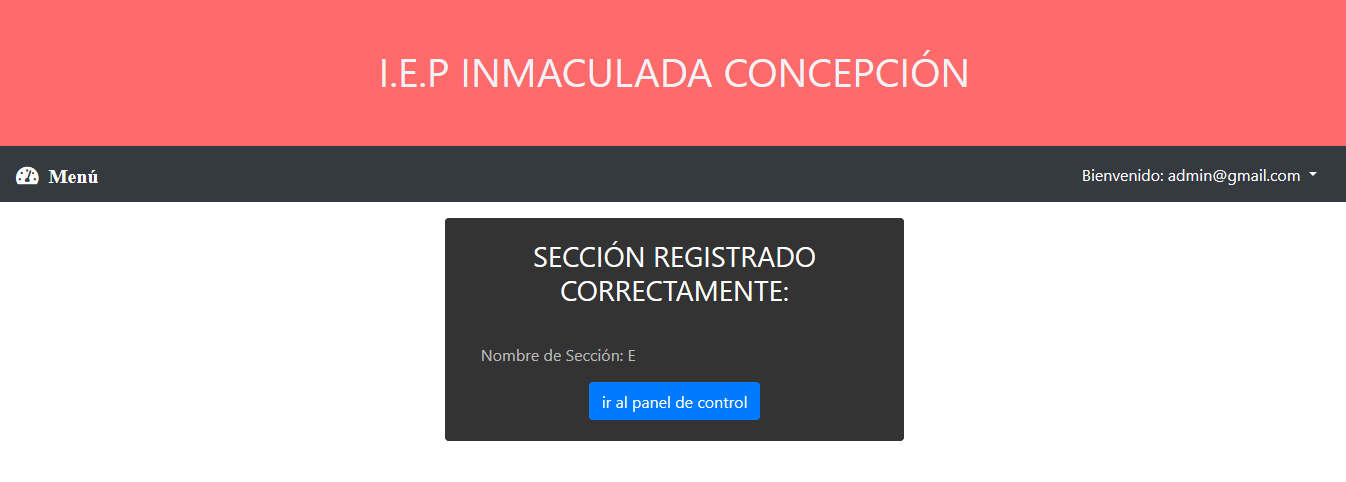 I.E.P INMACULADA CONCEPCIÓN
Menú
Bienvenido: admin@gmail.com
SECCIÓN REGISTRADO
CORRECTAMENTE:
Nombre de Sección: E
ir al panel de control